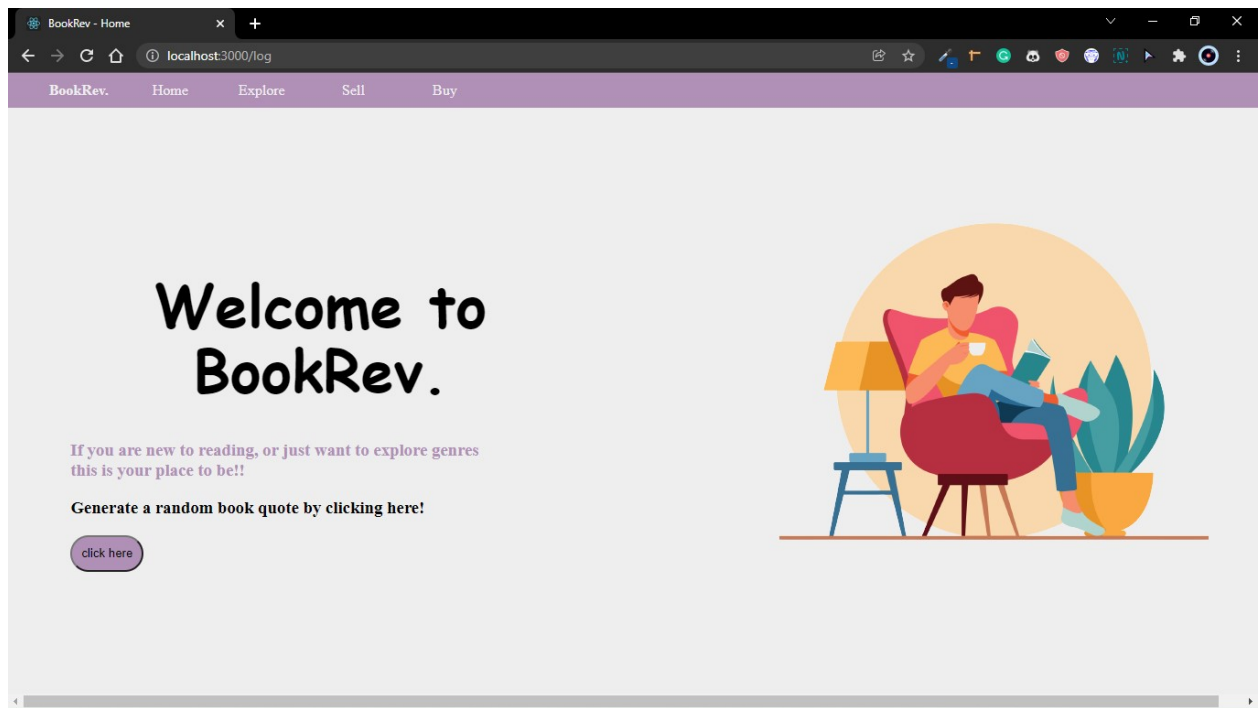 BookRev - Home
localhost:3000/log
BookRev. Home Explore Sell Buy
Welcome to
BookRev.
If you are new to reading, or just want to explore genres
this is your place to be!!
Generate a random book quote by clicking here!
click here